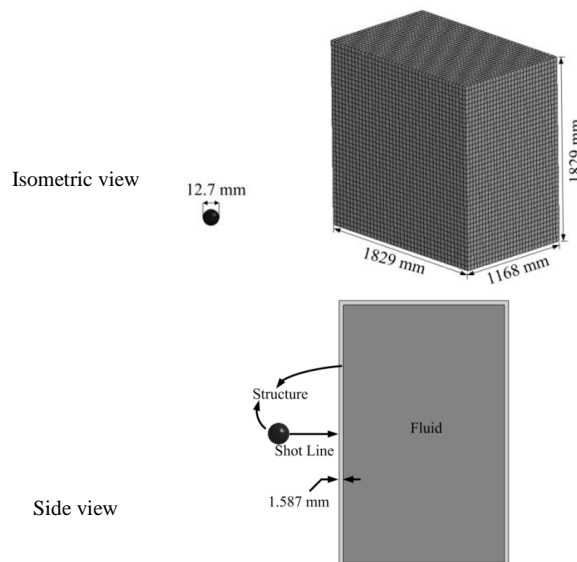 Isometric view
12.7 mm
1829 mm
1829 mm
1168 mm
Structure
Fluid
Shot Line
1.587 mm
Side view